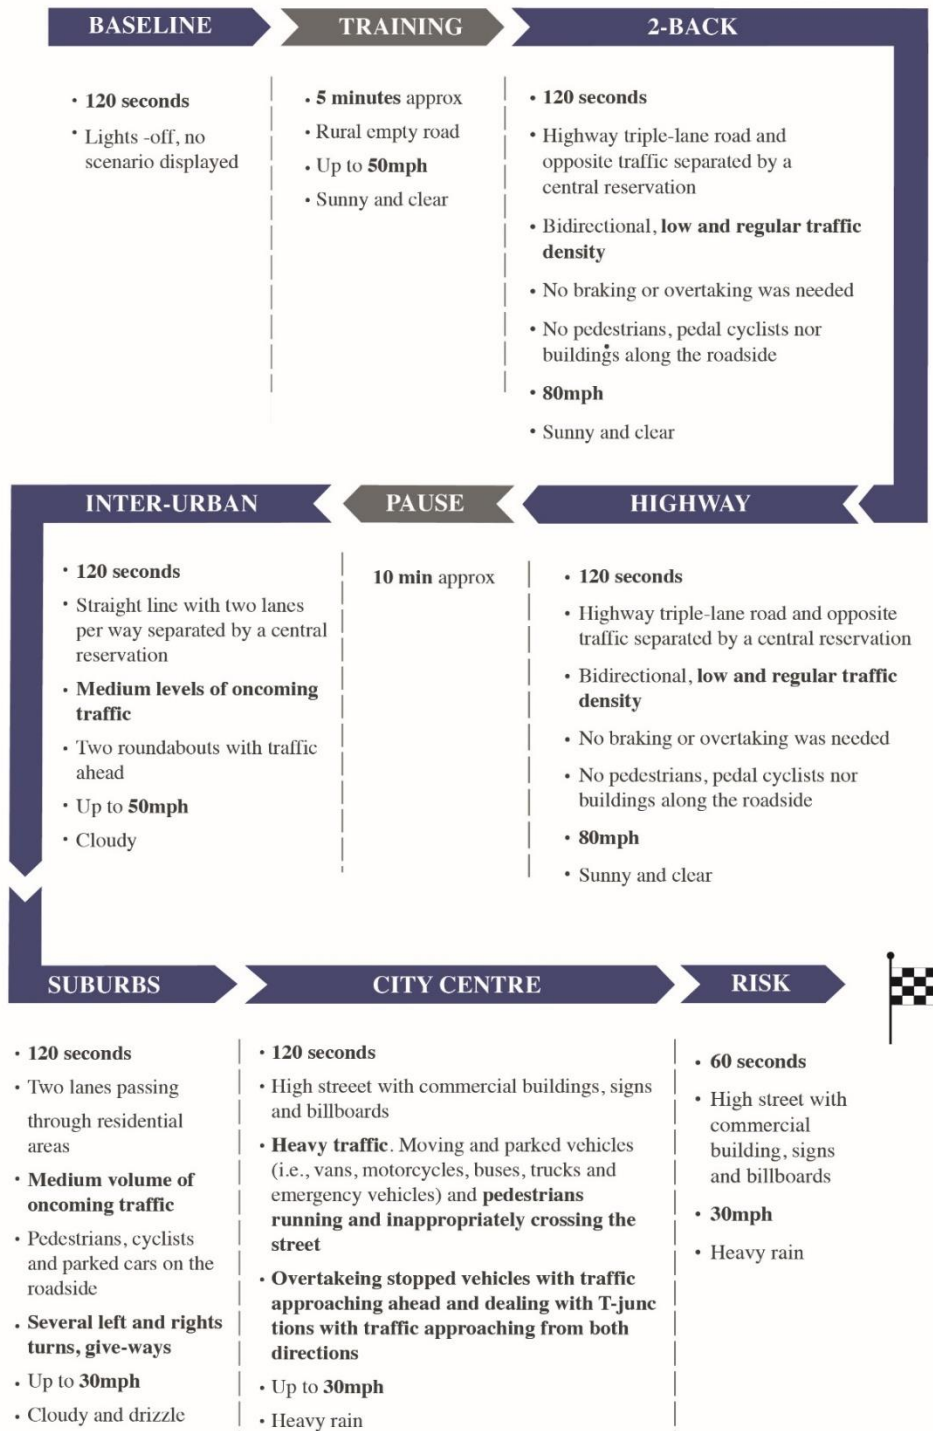 BASELINE
TRAINING
2-BACK
• 120 seconds
• Lights -off, no
scenario displayed
• 5 minutes approx
• Rural empty road
• Up to 50mph
• Sunny and clear
• 120 seconds
• Highway triple-lane road and
opposite traffic separated by a
central reservation
• Bidirectional, low and regular traffic
density
• No braking or overtaking was needed
• No pedestrians, pedal cyclists nor
buildings along the roadside
• 80mph
• Sunny and clear
INTER-URBAN
PAUSE
HIGHWAY
• 120 seconds
• Straight line with two lanes
per way separated by a central
reservation
• Medium levels of oncoming
traffic
• Two roundabouts with traffic
ahead
• Up to 50mph
• Cloudy
10 min approx
• 120 seconds
• Highway triple-lane road and opposite
traffic separated by a central reservation
• Bidirectional, low and regular traffic
density
• No braking or overtaking was needed
• No pedestrians, pedal cyclists nor
buildings along the roadside
• 80mph
• Sunny and clear
SUBURBS
CITY CENTRE
RISK
• 120 seconds
• Two lanes passing
through residential
areas
• Medium volume of
oncoming traffic
• Pedestrians, cyclists
and parked cars on the
roadside
• Several left and rights
turns, give-ways
• Up to 30mph
• Cloudy and drizzle
• 120 seconds
• High streeet with commercial buildings, signs
and billboards
• Heavy traffic. Moving and parked vehicles
(i.e., vans, motorcycles, buses, trucks and
emergency vehicles) and pedestrians
running and inappropriately crossing the
street
• Overtakeing stopped vehicles with traffic
approaching ahead and dealing with T-junc
tions with traffic approaching from both
directions
• Up to 30mph
• Heavy rain
• 60 seconds
• High street with
commercial
building, signs
and billboards
• 30mph
• Heavy rain